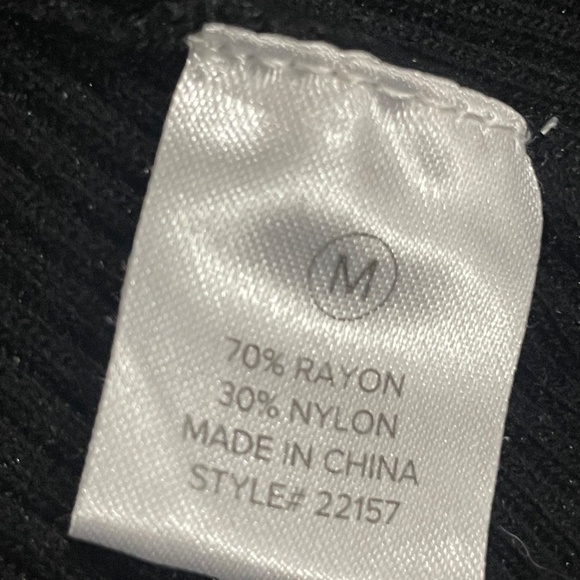 M
70% RAYON
30% NYLON
MADE IN CHINA
STYLE# 22157